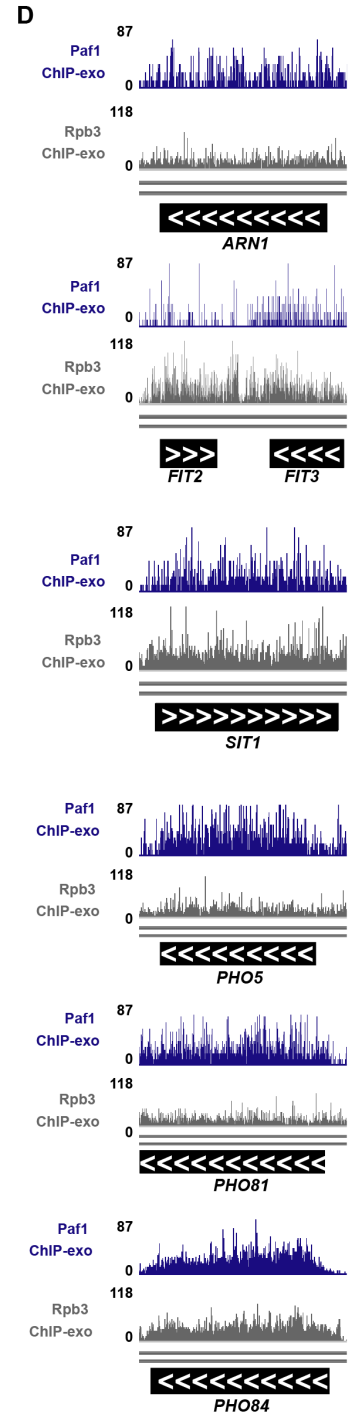 D
87
Paf1
ChIP-exo
0
118
Rpb3
ChIP-exo
0
<<<<<<<<<
ARN1
87
Paf1
ChIP-exo
0
118
Rpb3
ChIP-exo
0
>>> <<<<
FIT2 FIT3
87
Paf1
ChIP-exo
0
118
Rpb3
ChIP-exo
0
>>>>>>>>>>
SIT1
Paf1 87
ChIP-exo
0
118
Rpb3
ChIP-exo
0
<<<<<<<<<
PHO5
87
Paf1
ChIP-exo
0
118
Rpb3
ChIP-exo
0
<<<<<<<<<<<
PHO81
Paf1
87
ChIP-exo
0
118
Rpb3
ChIP-exo
0
<<<<<<<<<<
PHO84